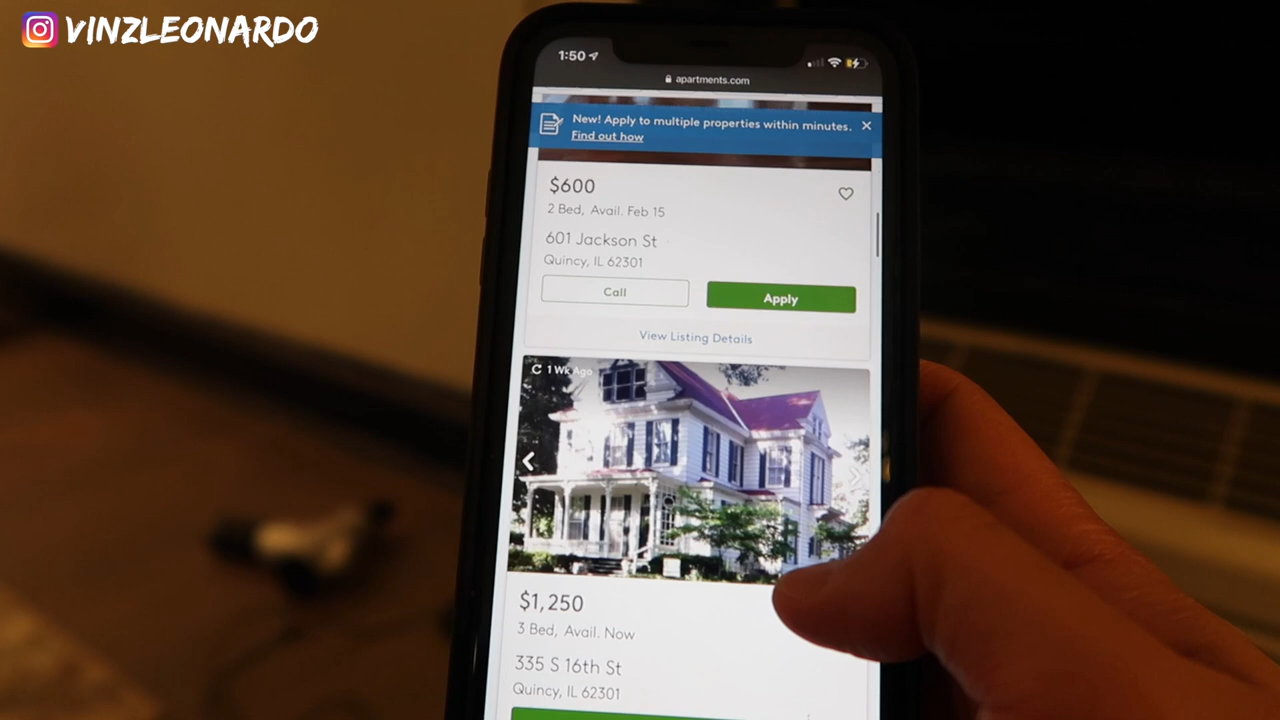 VINZLEONARDO
1:50
apartments.com
New! Apply to multiple properties within minutes.
Find out how
$600
2 Bed, Avail. Feb 15
601 Jackson St
Quincy, IL 62301
Call
Apply
View Listing Details
1 Wk Ago
$1,250
3 Bed, Avail. Now
335 S 16th St
Quincy, IL 62301